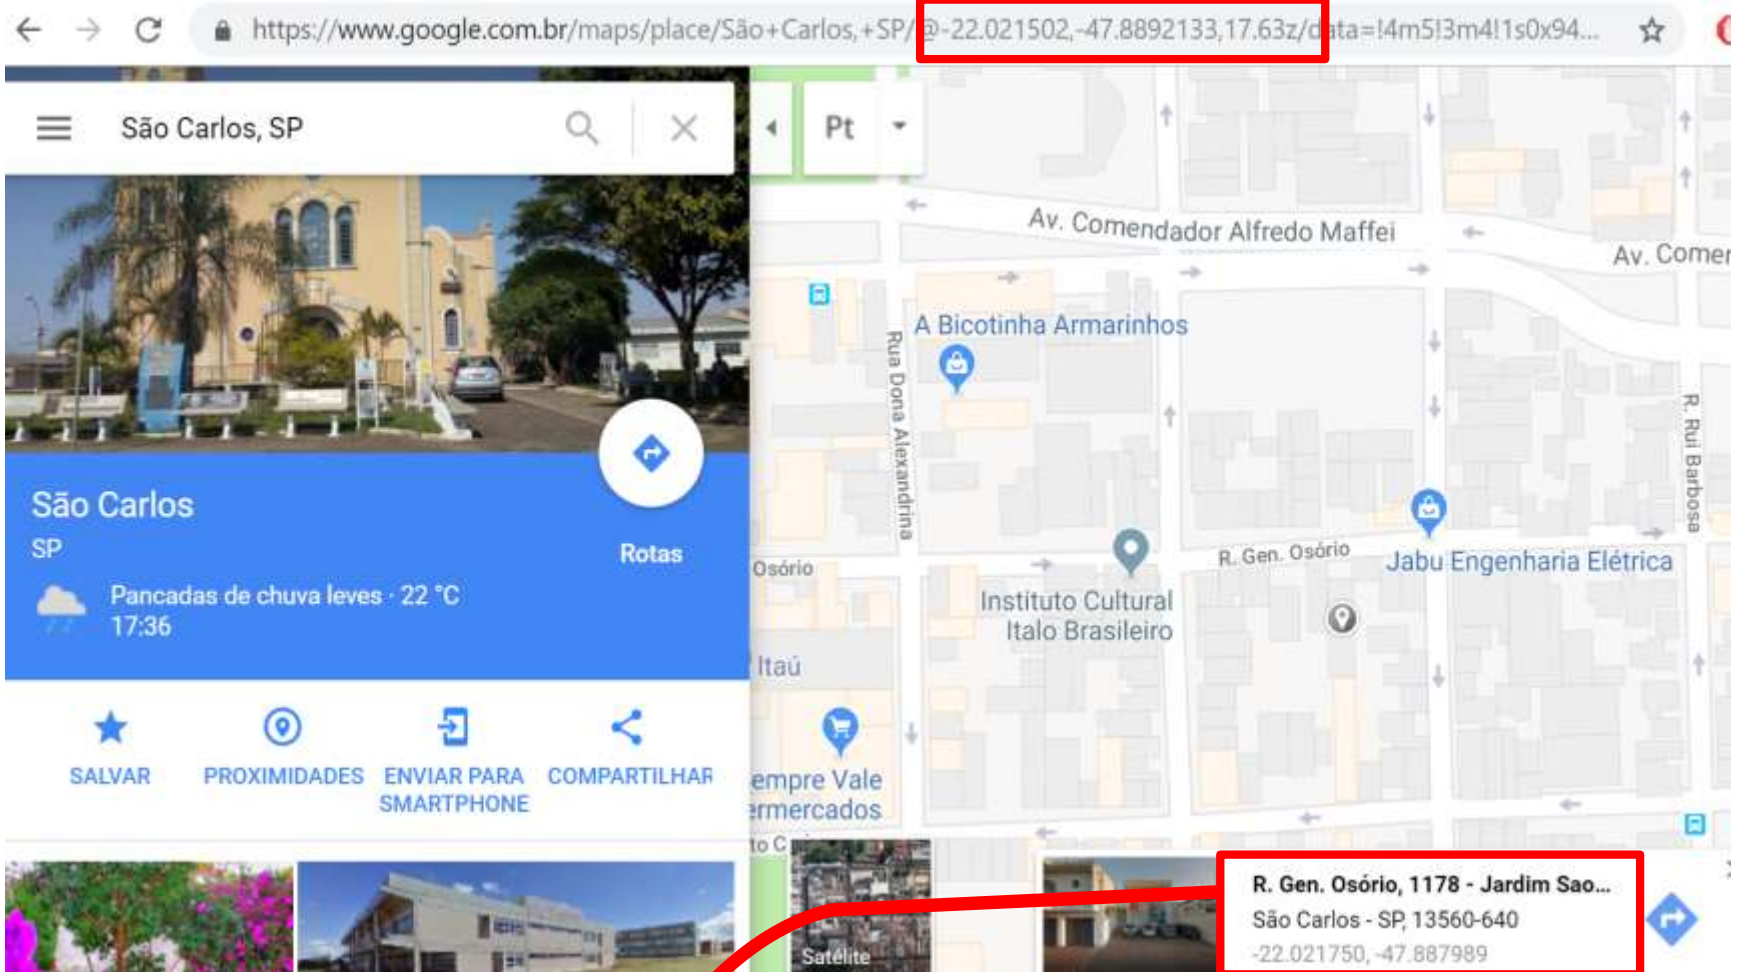 https://www.google.com.br/maps/place/São+Carlos,+SP/@-22.021502,-47.8892133,17.63z/data=!4m5!3m4!1s0x94...
São Carlos, SP
Pt
Av. Comendador Alfredo Maffei
Av. Comer
A Bicotinha Armarinhos
Rua Dona Alexandrina
R. Rui Barbosa
São Carlos
SP
Rotas
Pancadas de chuva leves · 22 °C
17:36
Osório
R. Gen. Osório
Jabu Engenharia Elétrica
Instituto Cultural
Italo Brasileiro
Itaú
SALVAR
PROXIMIDADES
ENVIAR PARA
SMARTPHONE
COMPARTILHAR
empre Vale
ermercados
to C
Satélite
R. Gen. Osório, 1178 - Jardim Sao...
São Carlos - SP, 13560-640
-22.021750, -47.887989